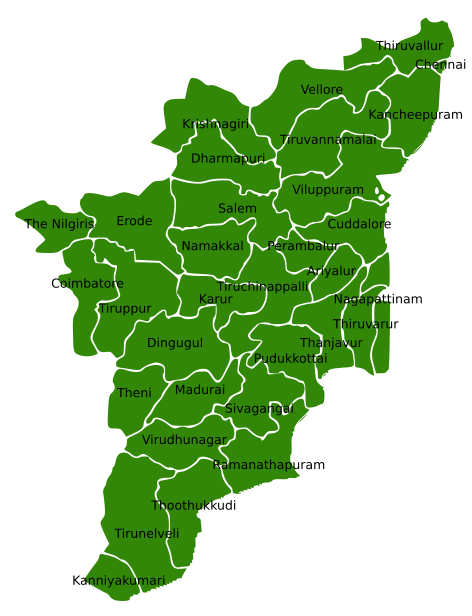 Thiruvallur
Chennai
Vellore
Kancheepuram
Krishnagiri
Tiruvannamalai
Dharmapuri
Viluppuram
Salem
The Nilgiris
Erode
Cuddalore
Namakkal
Perambalur
Ariyalur
Coimbatore
Tiruchinappalli
Karur
Nagapattinam
Tiruppur
Thiruvarur
Dingugul
Thanjavur
Pudukkottai
Theni
Madurai
Sivagangai
Virudhunagar
Ramanathapuram
Thoothukkudi
Tirunelveli
Kanniyakumari